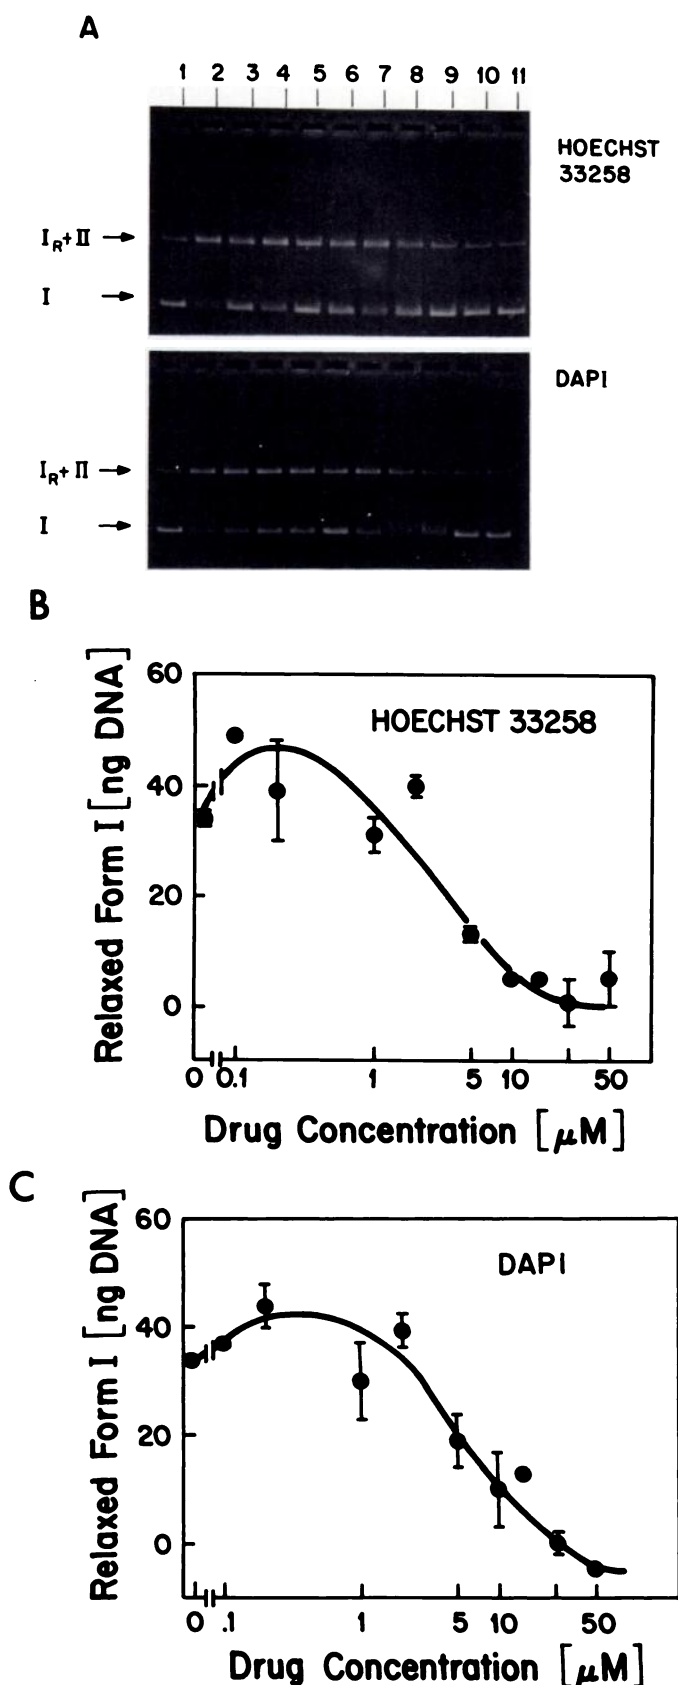 A
1 2 3 4 5 6 7 8 9 10 11
HOECHST
33258
I_R+II →
I →
DAPI
I_R+II →
I →
B
Relaxed Form I [ng DNA]
60
40
20
0
HOECHST 33258
0 0.1 1 5 10 50
Drug Concentration [μM]
C
Relaxed Form I [ng DNA]
60
40
20
0
DAPI
0 .1 1 5 10 50
Drug Concentration [μM]